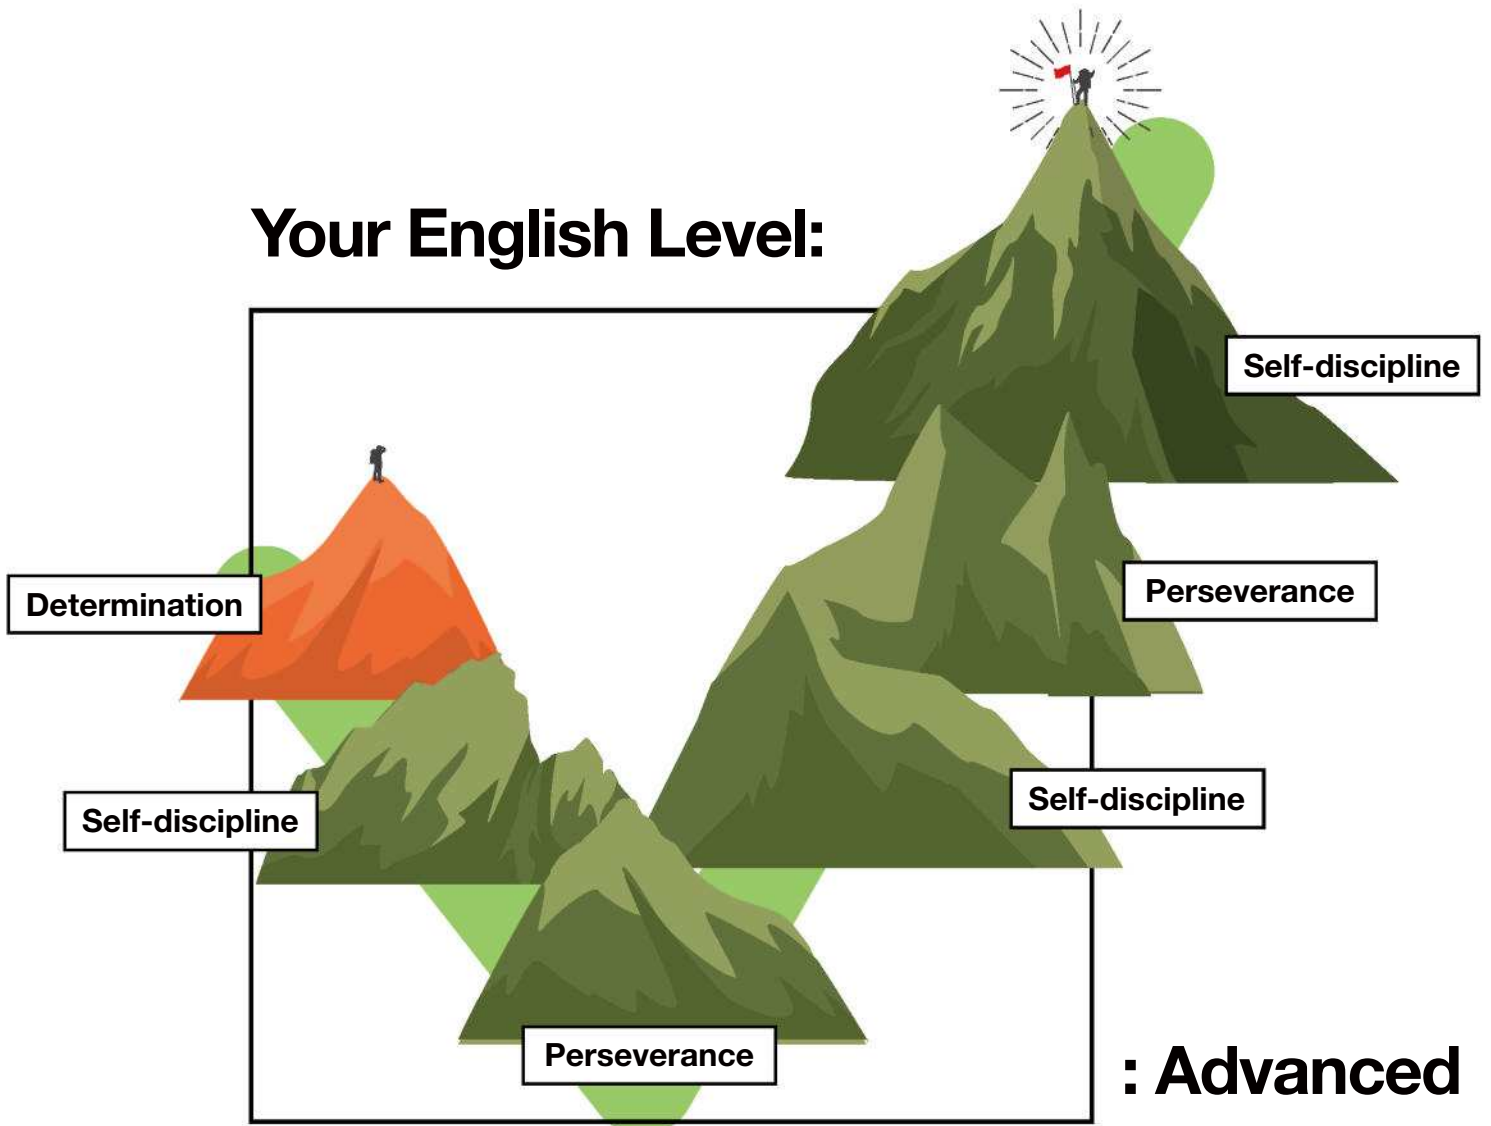 Your English Level:
Self-discipline
Determination
Perseverance
Self-discipline
Self-discipline
Perseverance
: Advanced